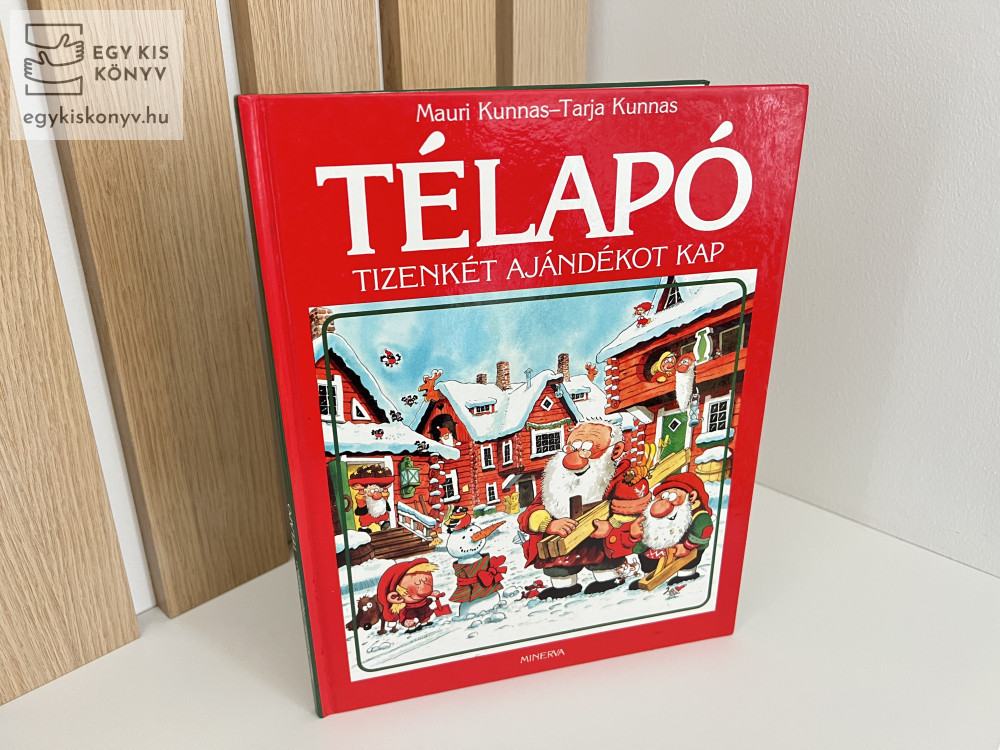 EGY KIS
KÖNYV
egykiskonyv.hu
Mauri Kunnas–Tarja Kunnas
TÉLAPÓ
TIZENKÉT AJÁNDÉKOT KAP
MINERVA